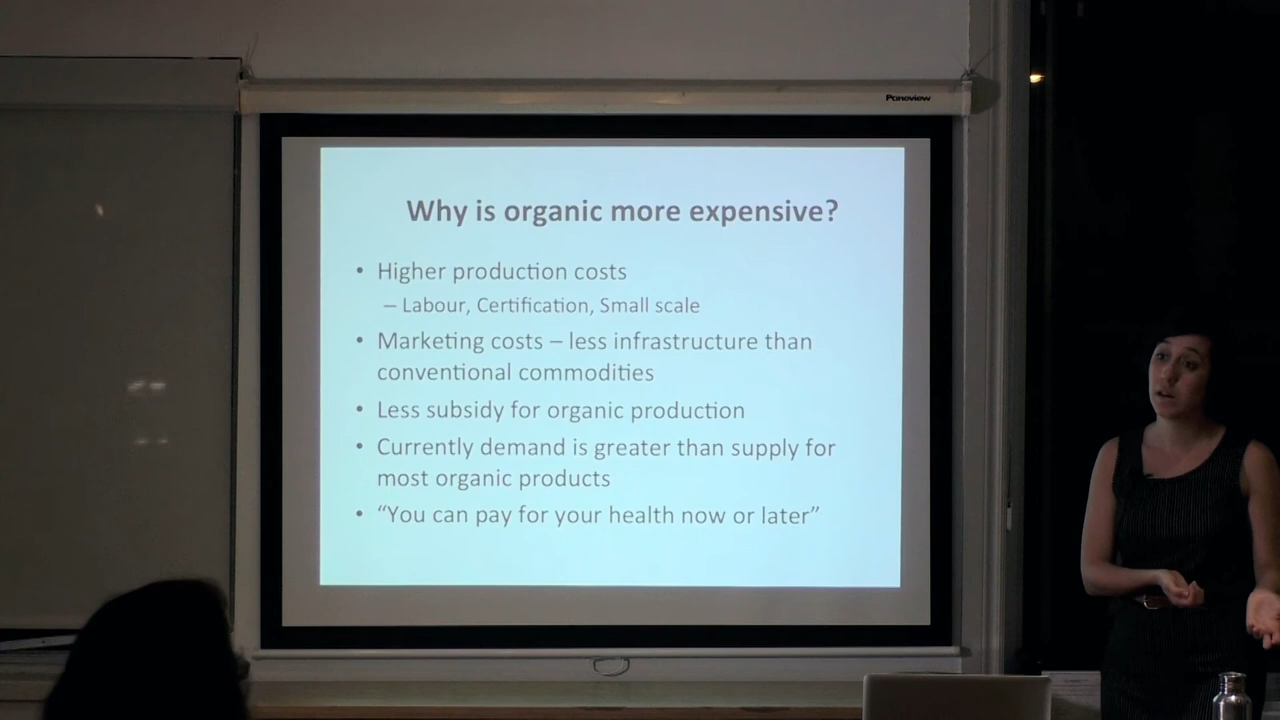 Panoview
Why is organic more expensive?
• Higher production costs
– Labour, Certification, Small scale
• Marketing costs – less infrastructure than
conventional commodities
• Less subsidy for organic production
• Currently demand is greater than supply for
most organic products
• “You can pay for your health now or later”